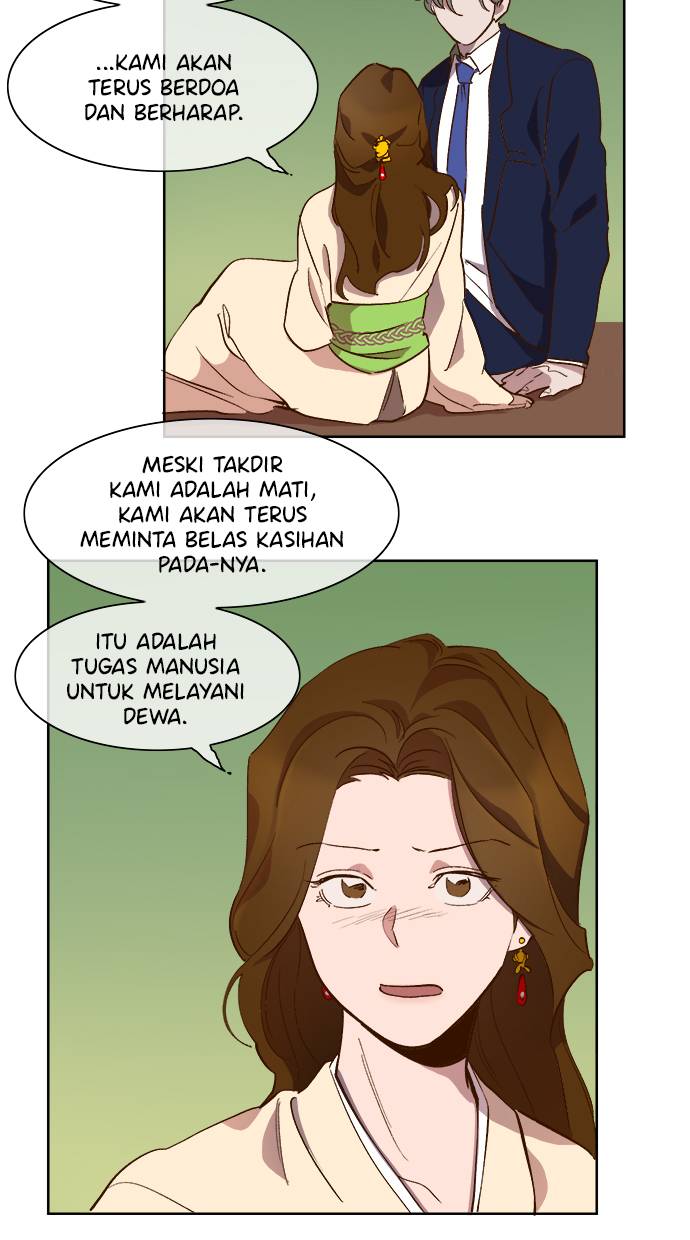 ...KAMI AKAN
TERUS BERDOA
DAN BERHARAP.
MESKI TAKDIR
KAMI ADALAH MATI,
KAMI AKAN TERUS
MEMINTA BELAS KASIHAN
PADA-NYA.
ITU ADALAH
TUGAS MANUSIA
UNTUK MELAYANI
DEWA.